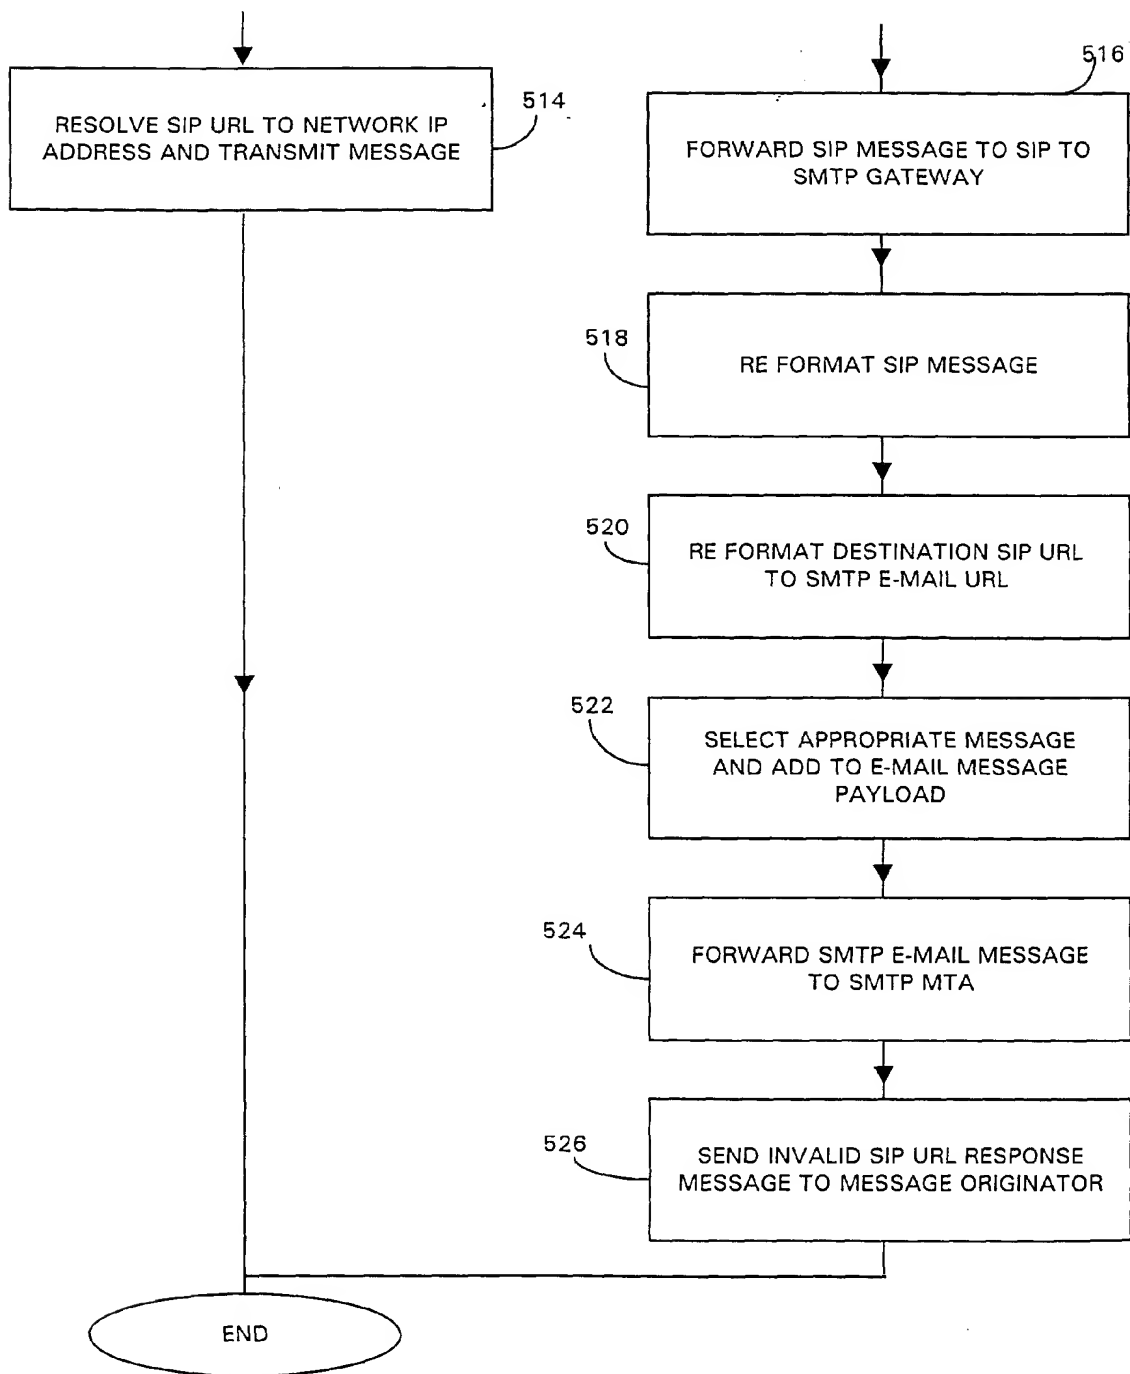 514
RESOLVE SIP URL TO NETWORK IP
ADDRESS AND TRANSMIT MESSAGE
516
FORWARD SIP MESSAGE TO SIP TO
SMTP GATEWAY
518
RE FORMAT SIP MESSAGE
520
RE FORMAT DESTINATION SIP URL
TO SMTP E-MAIL URL
522
SELECT APPROPRIATE MESSAGE
AND ADD TO E-MAIL MESSAGE
PAYLOAD
524
FORWARD SMTP E-MAIL MESSAGE
TO SMTP MTA
526
SEND INVALID SIP URL RESPONSE
MESSAGE TO MESSAGE ORIGINATOR
END